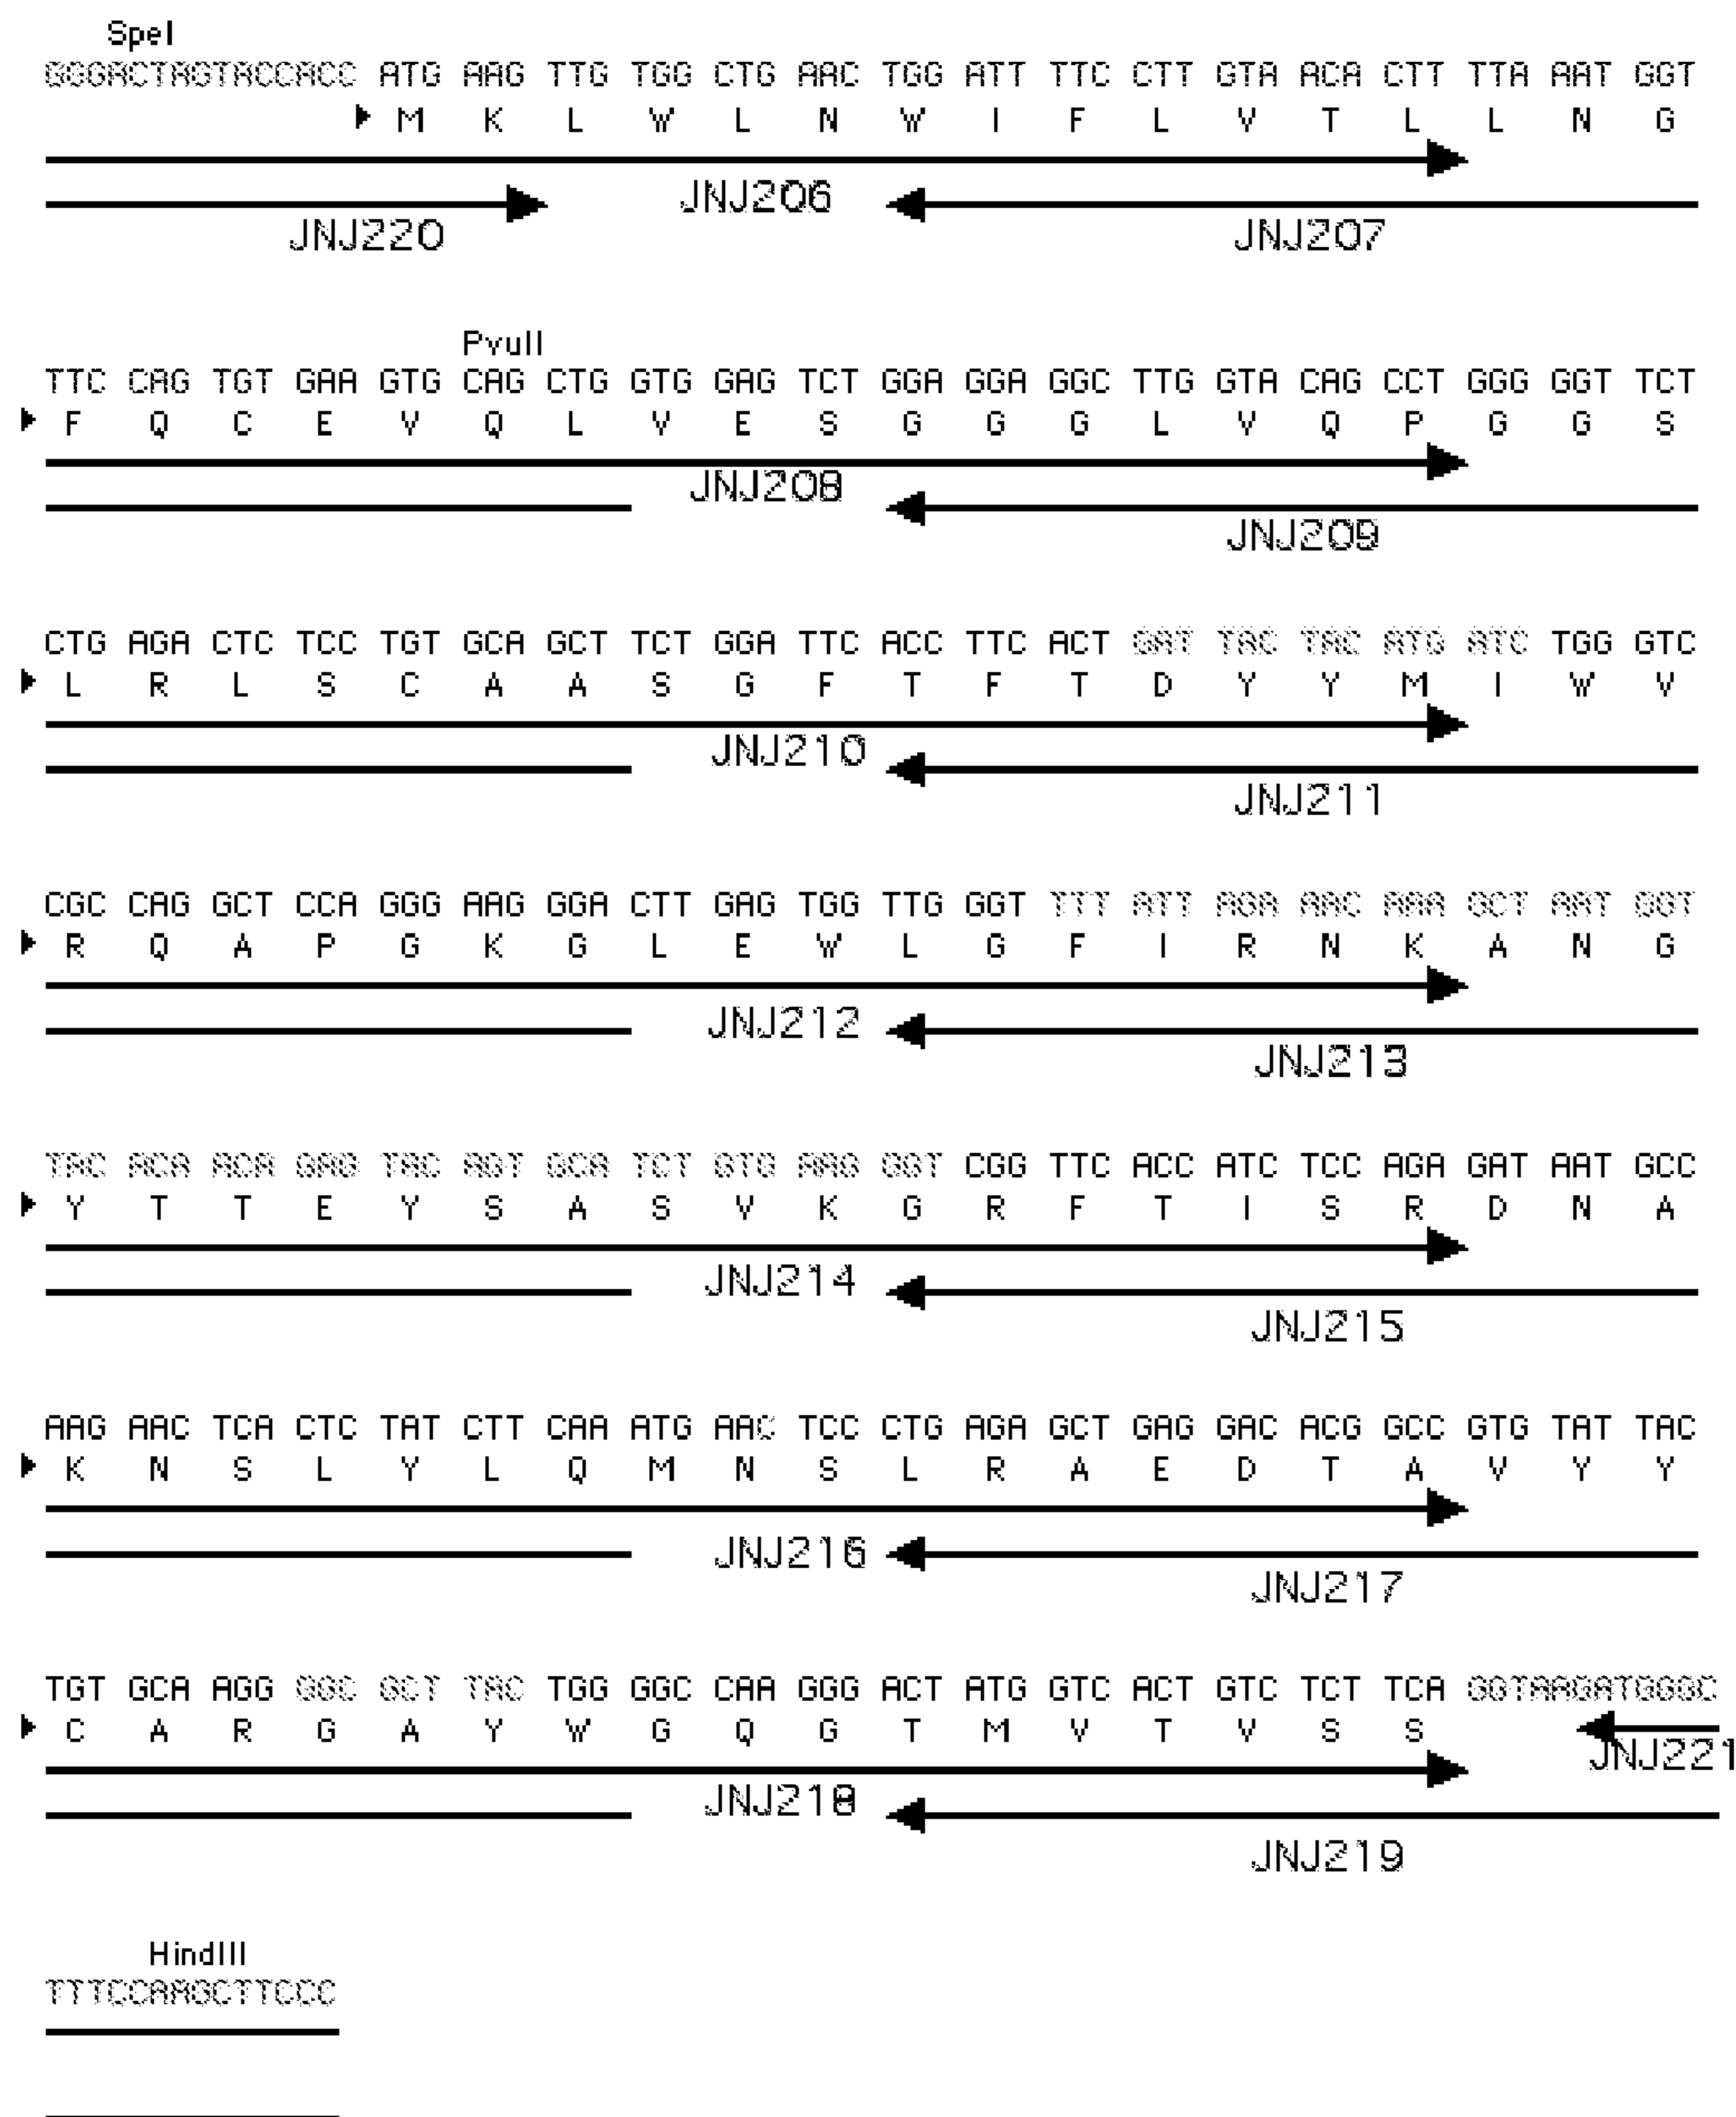 SpeI
GGGACTAGTACCACC ATG AAG TTG TGG CTG AAC TGG ATT TTC CTT GTA ACA CTT TTA AAT GGT
M K L W L N W I F L V T L L N G
JNJ206
JNJ220 JNJ207
PvuII
TTC CAG TGT GAA GTG CAG CTG GTG GAG TCT GGA GGA GGC TTG GTA CAG CCT GGG GGT TCT
F Q C E V Q L V E S G G G L V Q P G G S
JNJ208
JNJ209
CTG AGA CTC TCC TGT GCA GCT TCT GGA TTC ACC TTC ACT GAT TAC TAC ATG ATC TGG GTC
L R L S C A A S G F T F T D Y Y M I W V
JNJ210
JNJ211
CGC CAG GCT CCA GGG AAG GGA CTT GAG TGG TTG GGT TTT ATT AGA AAC AAA GCT AAT GGT
R Q A P G K G L E W L G F I R N K A N G
JNJ212
JNJ213
TAC ACA ACA GAG TAC AGT GCA TCT GTG AAG GGT CGG TTC ACC ATC TCC AGA GAT AAT GCC
Y T T E Y S A S V K G R F T I S R D N A
JNJ214
JNJ215
AAG AAC TCA CTC TAT CTT CAA ATG AAC TCC CTG AGA GCT GAG GAC ACG GCC GTG TAT TAC
K N S L Y L Q M N S L R A E D T A V Y Y
JNJ216
JNJ217
TGT GCA AGG GGC GCT TAC TGG GGC CAA GGG ACT ATG GTC ACT GTC TCT TCA GGTAAGATGGGC
C A R G A Y W G Q G T M V T V S S
JNJ221
JNJ218
JNJ219
HindIII
TTTCCAAGCTTCCC